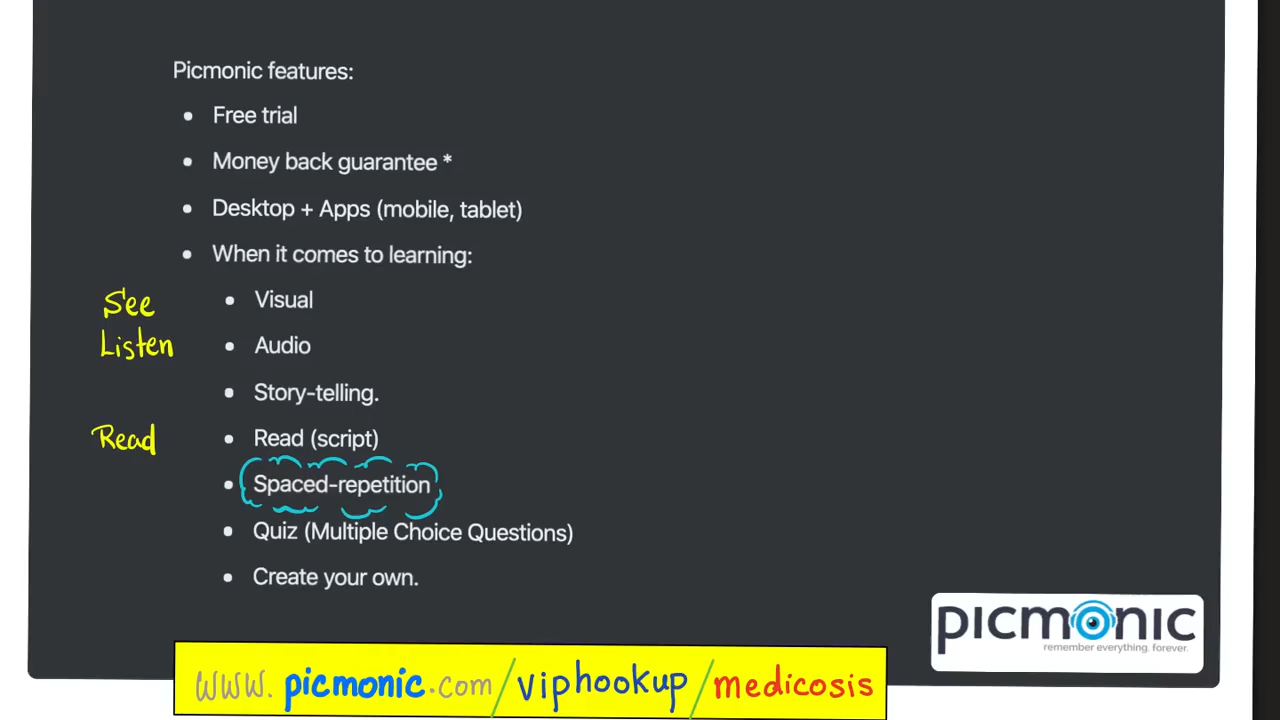 Picmonic features:
• Free trial
• Money back guarantee *
• Desktop + Apps (mobile, tablet)
• When it comes to learning:
See • Visual
Listen • Audio
• Story-telling.
Read • Read (script)
• Spaced-repetition
• Quiz (Multiple Choice Questions)
• Create your own.
picmonic
remember everything. forever.
www.picmonic.com/viphookup/medicosis